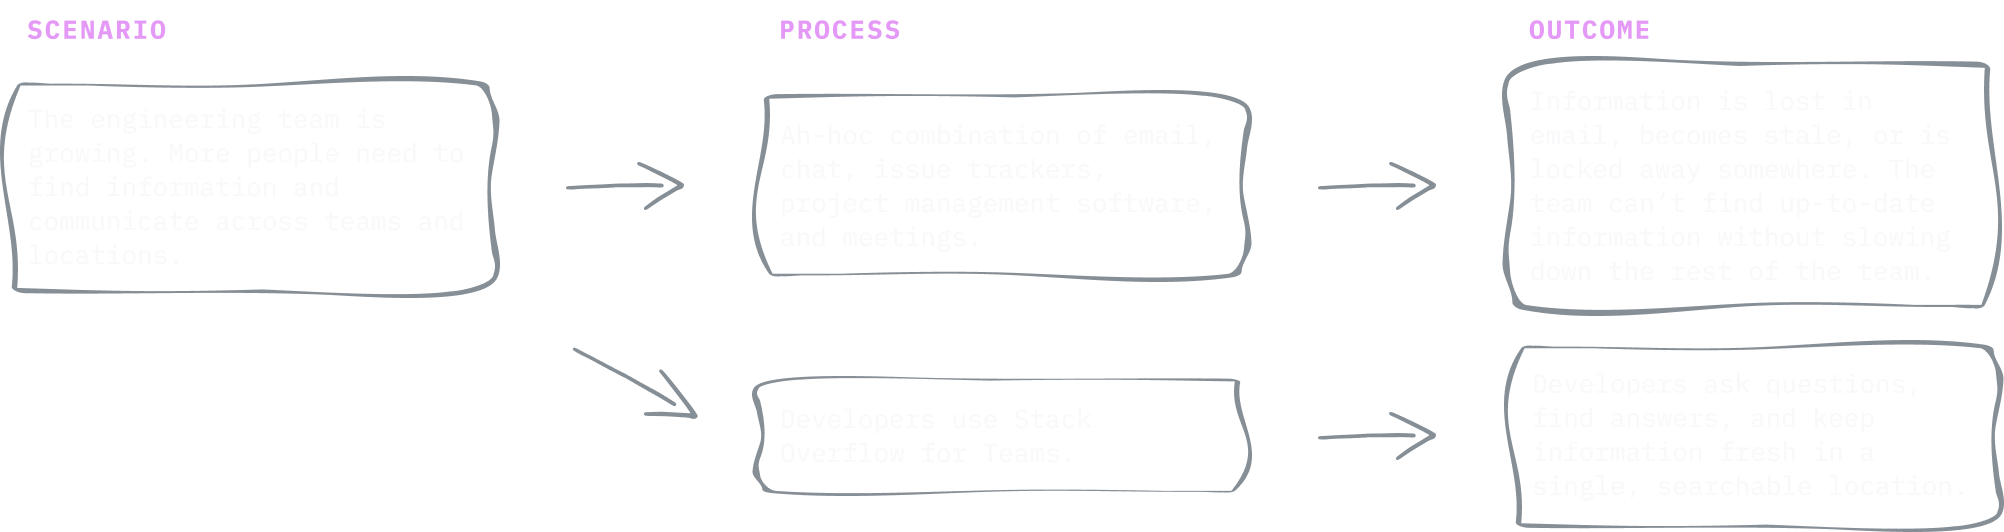 SCENARIO
PROCESS
OUTCOME
The engineering team is
growing. More people need to
find information and
communicate across teams and
locations.
Ah-hoc combination of email,
chat, issue trackers,
project management software,
and meetings.
Information is lost in
email, becomes stale, or is
locked away somewhere. The
team can’t find up-to-date
information without slowing
down the rest of the team.
Developers use Stack
Overflow for Teams.
Developers ask questions,
find answers, and keep
information fresh in a
single, searchable location.